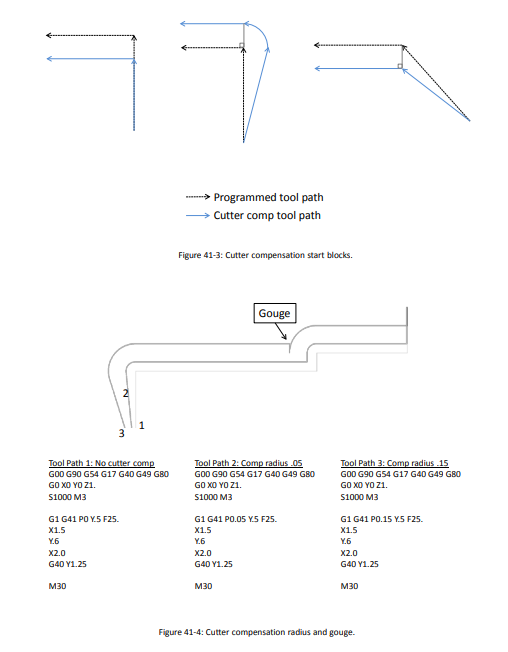 Programmed tool path
Cutter comp tool path
Figure 41-3: Cutter compensation start blocks.
Gouge
2
1
3
Tool Path 1: No cutter comp
G00 G90 G54 G17 G40 G49 G80
G0 X0 Y0 Z1.
S1000 M3
G1 G41 P0 Y.5 F25.
X1.5
Y.6
X2.0
G40 Y1.25
M30
Tool Path 2: Comp radius .05
G00 G90 G54 G17 G40 G49 G80
G0 X0 Y0 Z1.
S1000 M3
G1 G41 P0.05 Y.5 F25.
X1.5
Y.6
X2.0
G40 Y1.25
M30
Tool Path 3: Comp radius .15
G00 G90 G54 G17 G40 G49 G80
G0 X0 Y0 Z1.
S1000 M3
G1 G41 P0.15 Y.5 F25.
X1.5
Y.6
X2.0
G40 Y1.25
M30
Figure 41-4: Cutter compensation radius and gouge.